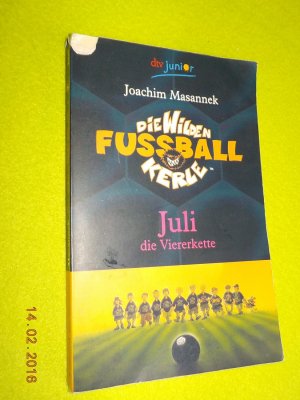 dtv junior
Joachim Masannek
DIE WILDEN
FUSSBALL
KERLE
Juli
die Viererkette
14.02.2016